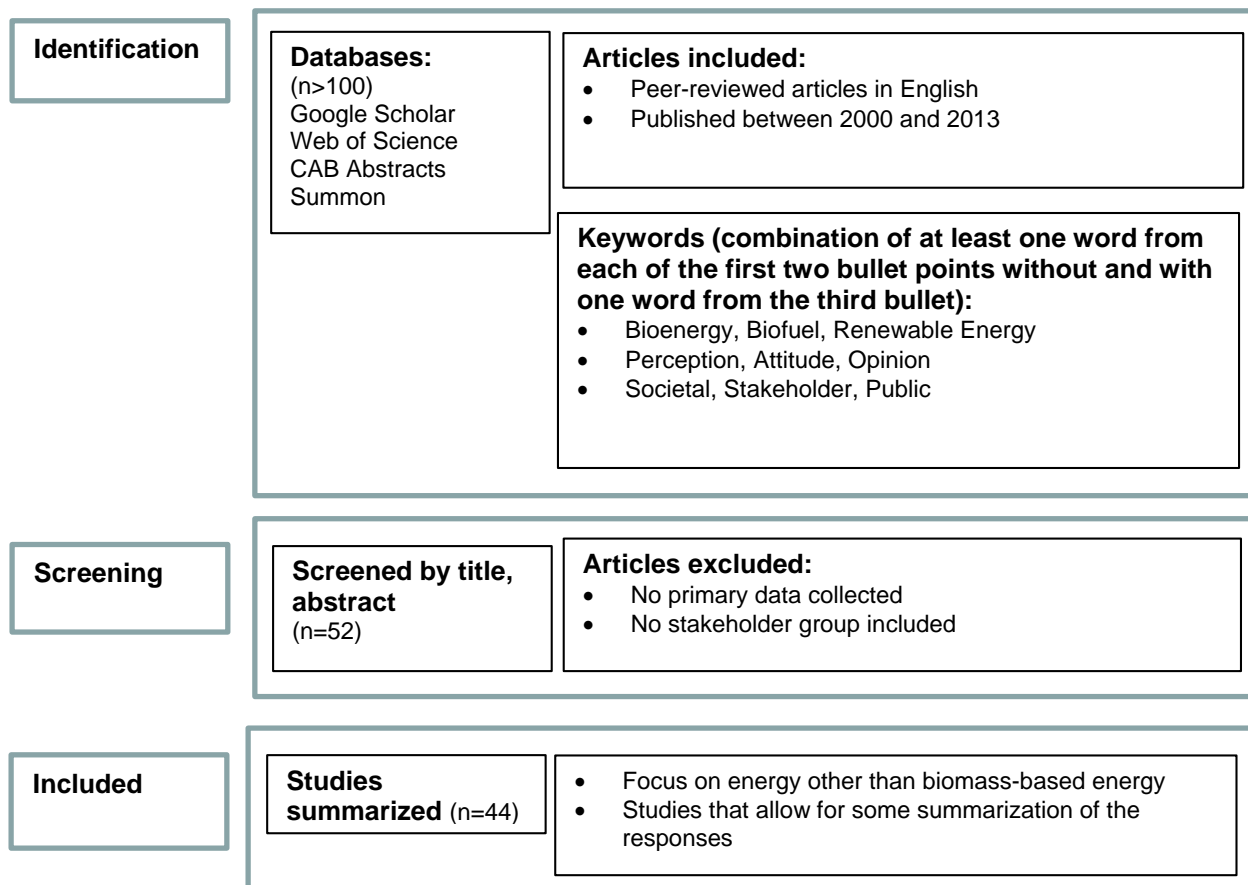 Identification
Databases:
(n>100)
Google Scholar
Web of Science
CAB Abstracts
Summon
Articles included:
• Peer-reviewed articles in English
• Published between 2000 and 2013
Keywords (combination of at least one word from
each of the first two bullet points without and with
one word from the third bullet):
• Bioenergy, Biofuel, Renewable Energy
• Perception, Attitude, Opinion
• Societal, Stakeholder, Public
Screening
Screened by title,
abstract
(n=52)
Articles excluded:
• No primary data collected
• No stakeholder group included
Included
Studies
summarized (n=44)
• Focus on energy other than biomass-based energy
• Studies that allow for some summarization of the
responses